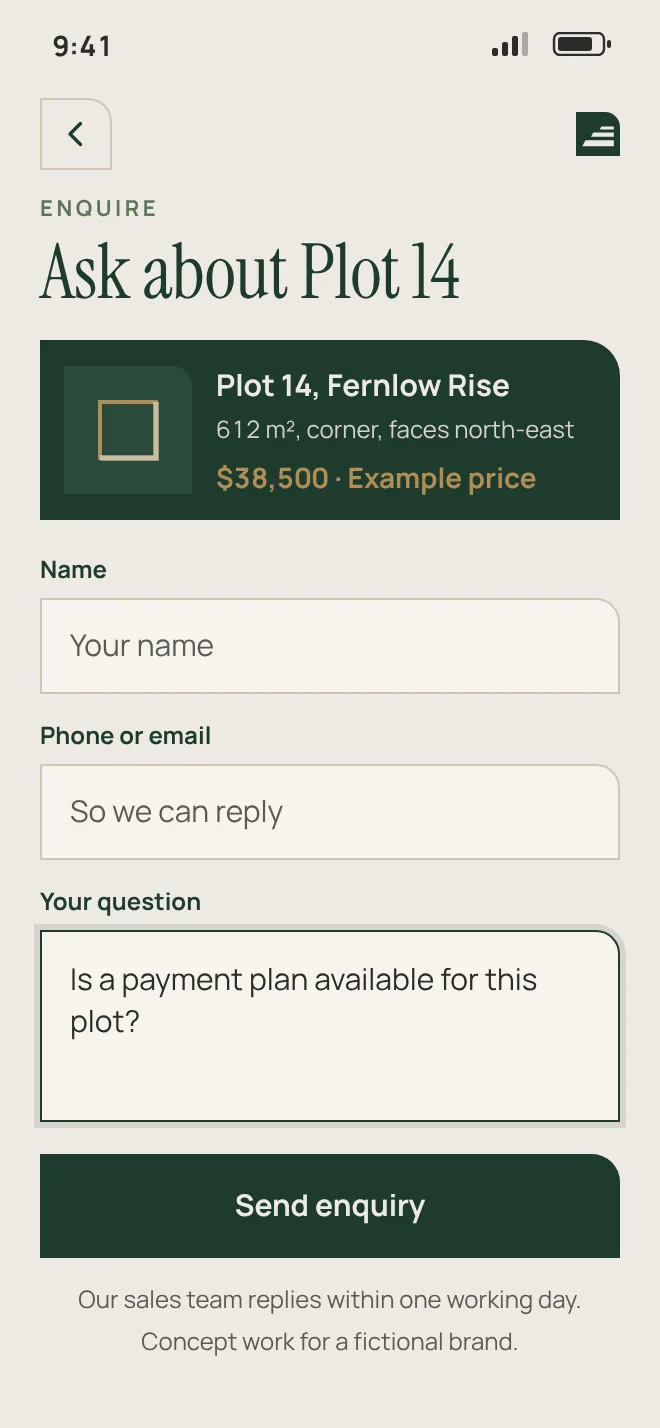 9:41
ENQUIRE
Ask about Plot 14
Plot 14, Fernlow Rise
612 m², corner, faces north-east
$38,500 · Example price
Name
Your name
Phone or email
So we can reply
Your question
Is a payment plan available for this
plot?
Send enquiry
Our sales team replies within one working day.
Concept work for a fictional brand.